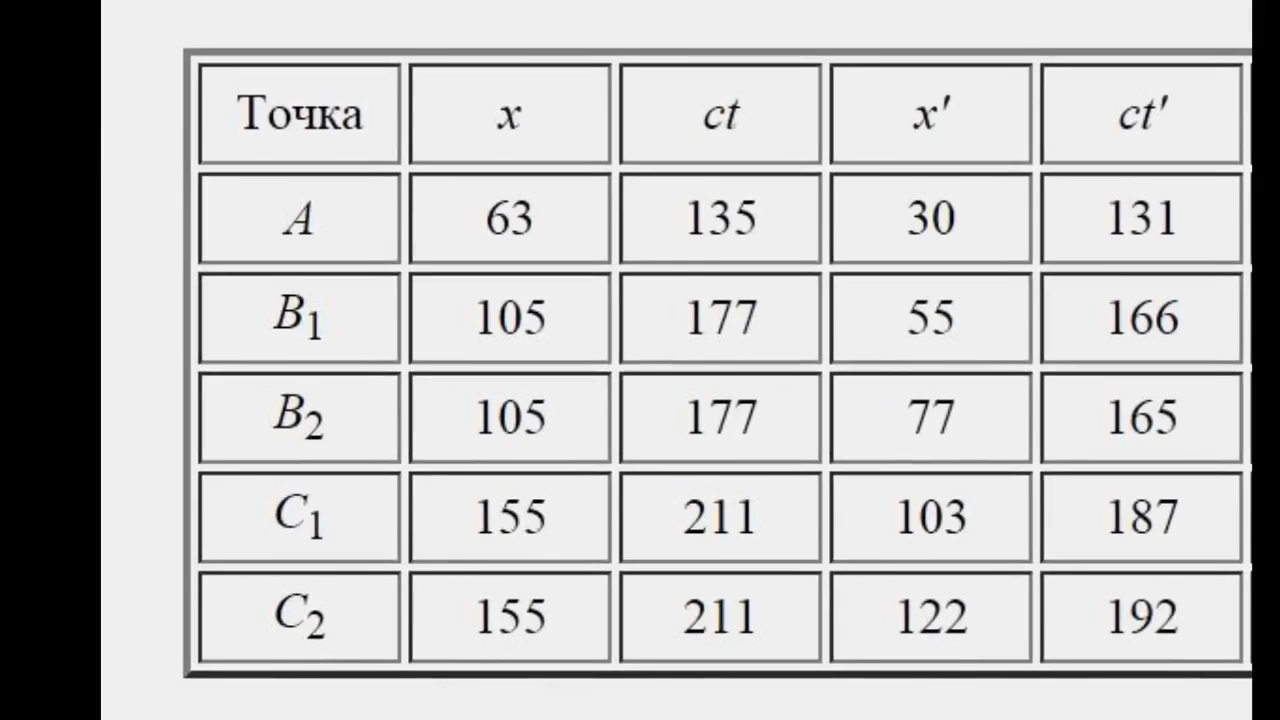 Точка x ct x′ ct′
A 63 135 30 131
B1 105 177 55 166
B2 105 177 77 165
C1 155 211 103 187
C2 155 211 122 192